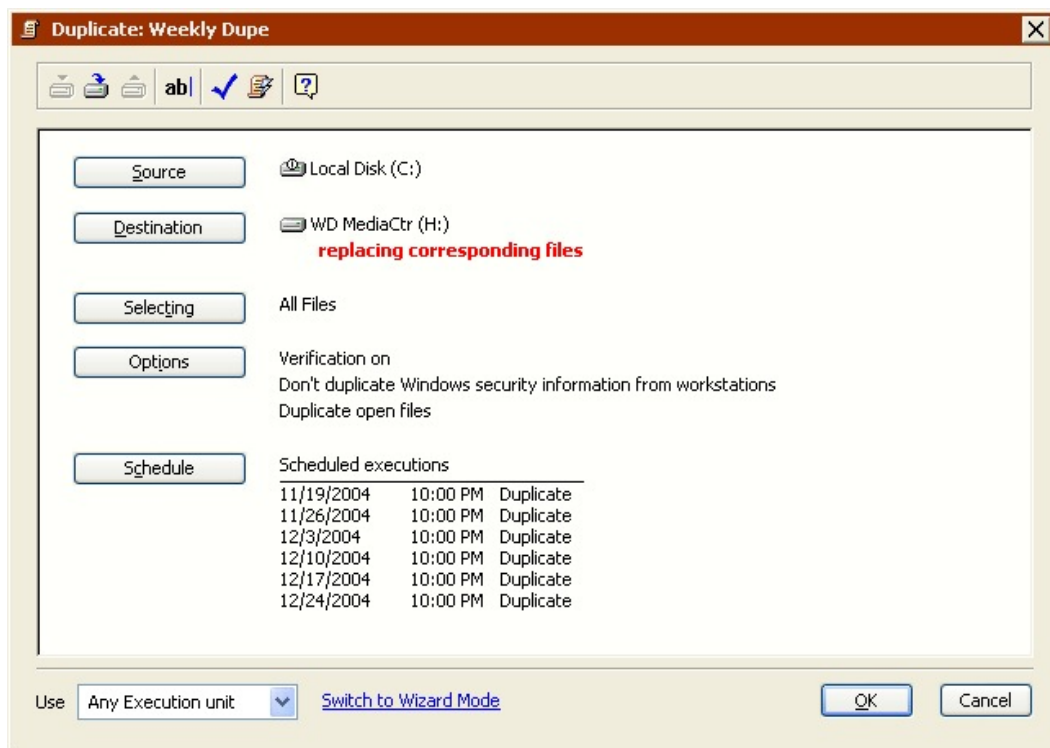 Duplicate: Weekly Dupe
ab
Source
Local Disk (C:)
Destination
WD MediaCtr (H:)
replacing corresponding files
Selecting
All Files
Options
Verification on
Don't duplicate Windows security information from workstations
Duplicate open files
Schedule
Scheduled executions
11/19/2004 10:00 PM Duplicate
11/26/2004 10:00 PM Duplicate
12/3/2004 10:00 PM Duplicate
12/10/2004 10:00 PM Duplicate
12/17/2004 10:00 PM Duplicate
12/24/2004 10:00 PM Duplicate
Use Any Execution unit Switch to Wizard Mode OK Cancel